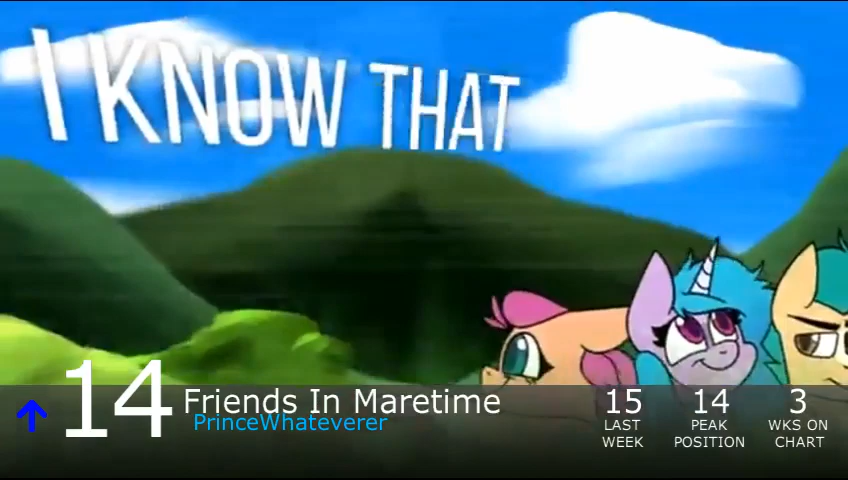 I KNOW THAT
14
Friends In Maretime
PrinceWhateverer
15
LAST
WEEK
14
PEAK
POSITION
3
WKS ON
CHART